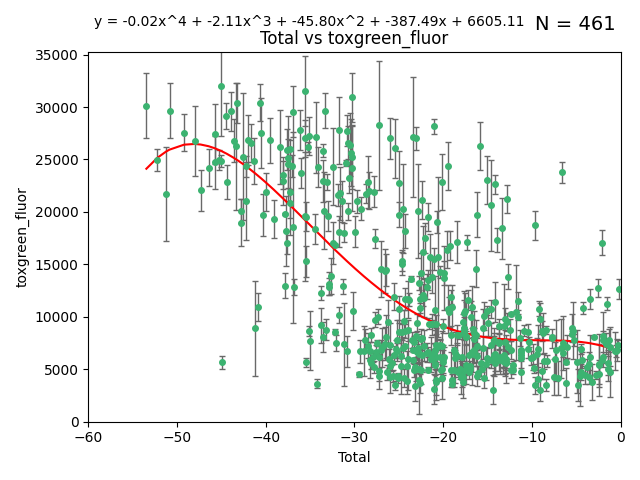 y = -0.02x^4 + -2.11x^3 + -45.80x^2 + -387.49x + 6605.11 N = 461
Total vs toxgreen_fluor
35000
30000
25000
20000
15000
10000
5000
0
toxgreen_fluor
−60 −50 −40 −30 −20 −10 0
Total